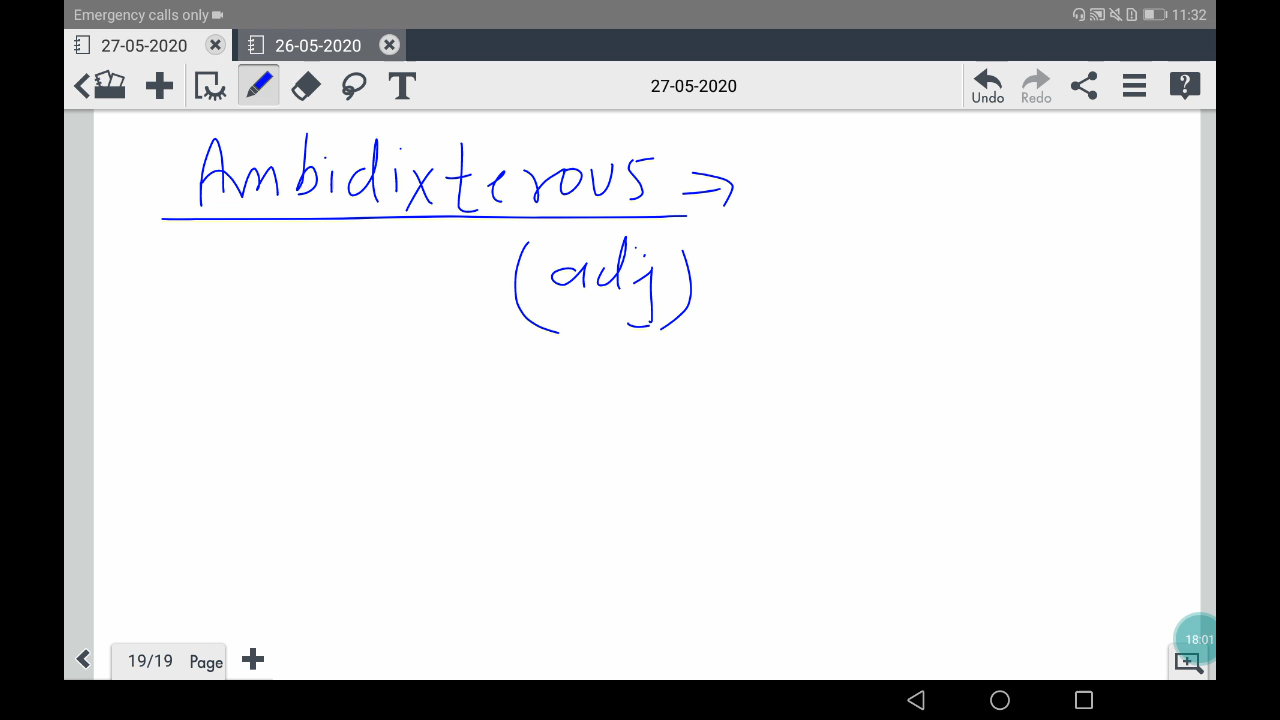 Emergency calls only 11:32
27-05-2020 26-05-2020
T 27-05-2020 Undo Redo ?
Ambidixterous ⇒
(adj)
18:01
19/19 Page